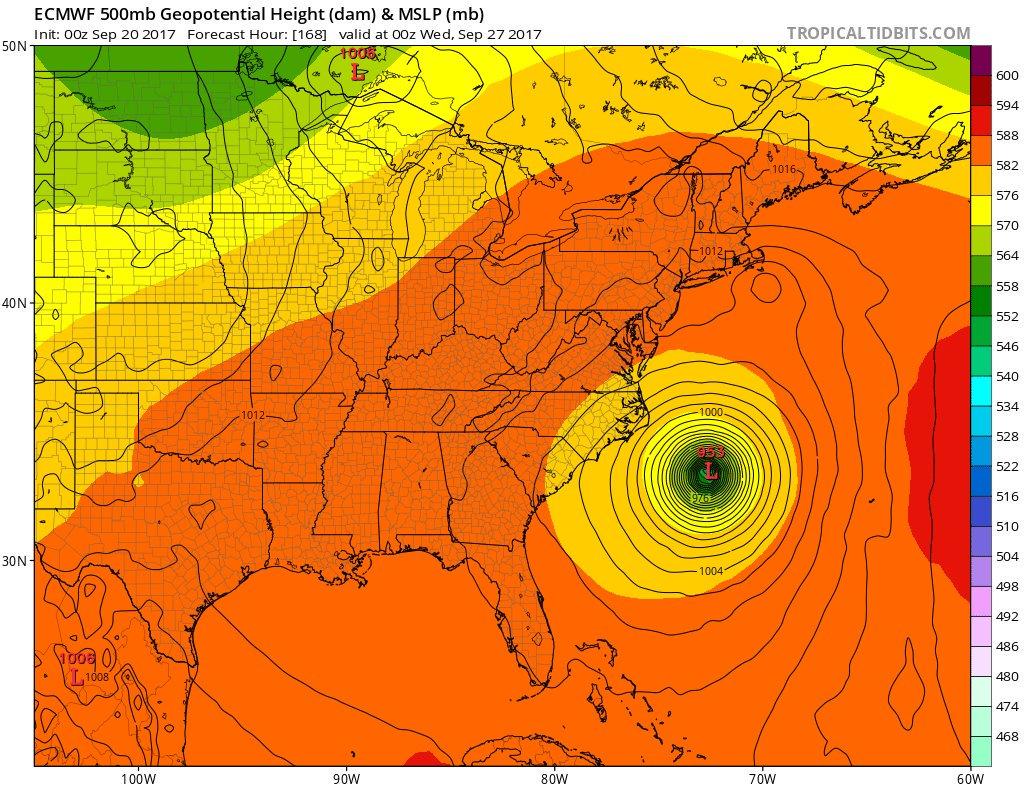 ECMWF 500mb Geopotential Height (dam) & MSLP (mb)
Init: 00z Sep 20 2017 Forecast Hour: [168] valid at 00z Wed, Sep 27 2017
TROPICALTIDBITS.COM
50N
40N
30N
100W
90W
80W
70W
60W
L
1016
1012
1012
1000
953
L
976
1004
1006
L
1008
600
594
588
582
576
570
564
558
552
546
540
534
528
522
516
510
504
498
492
486
480
474
468